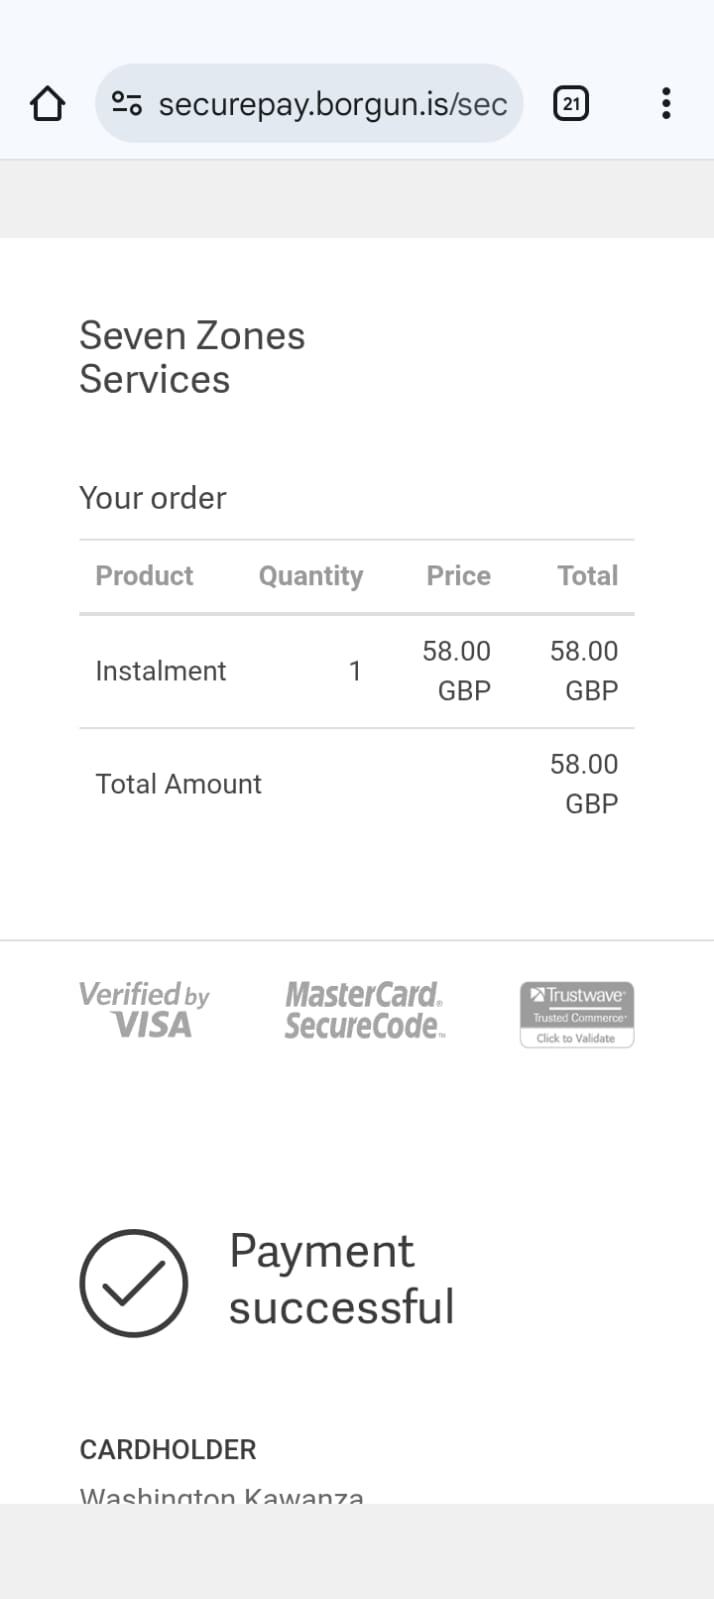 securepay.borgun.is/sec
21
Seven Zones
Services
Your order
Product Quantity Price Total
Instalment 1 58.00 GBP 58.00 GBP
Total Amount 58.00 GBP
Verified by VISA
MasterCard. SecureCode.™
Trustwave®
Trusted Commerce™
Click to Validate
Payment
successful
CARDHOLDER
Washington Kawanza